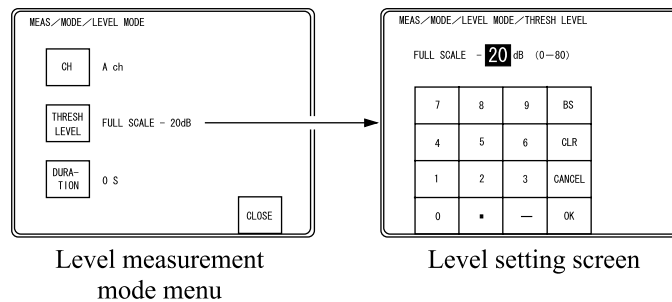 MEAS／MODE／LEVEL MODE
CH
A ch
THRESH
LEVEL
FULL SCALE − 20dB
DURA−
TION
0 S
CLOSE
Level measurement
mode menu
MEAS／MODE／LEVEL MODE／THRESH LEVEL
FULL SCALE − 20 dB (0−80)
7 8 9 BS
4 5 6 CLR
1 2 3 CANCEL
0 ▪ — OK
Level setting screen